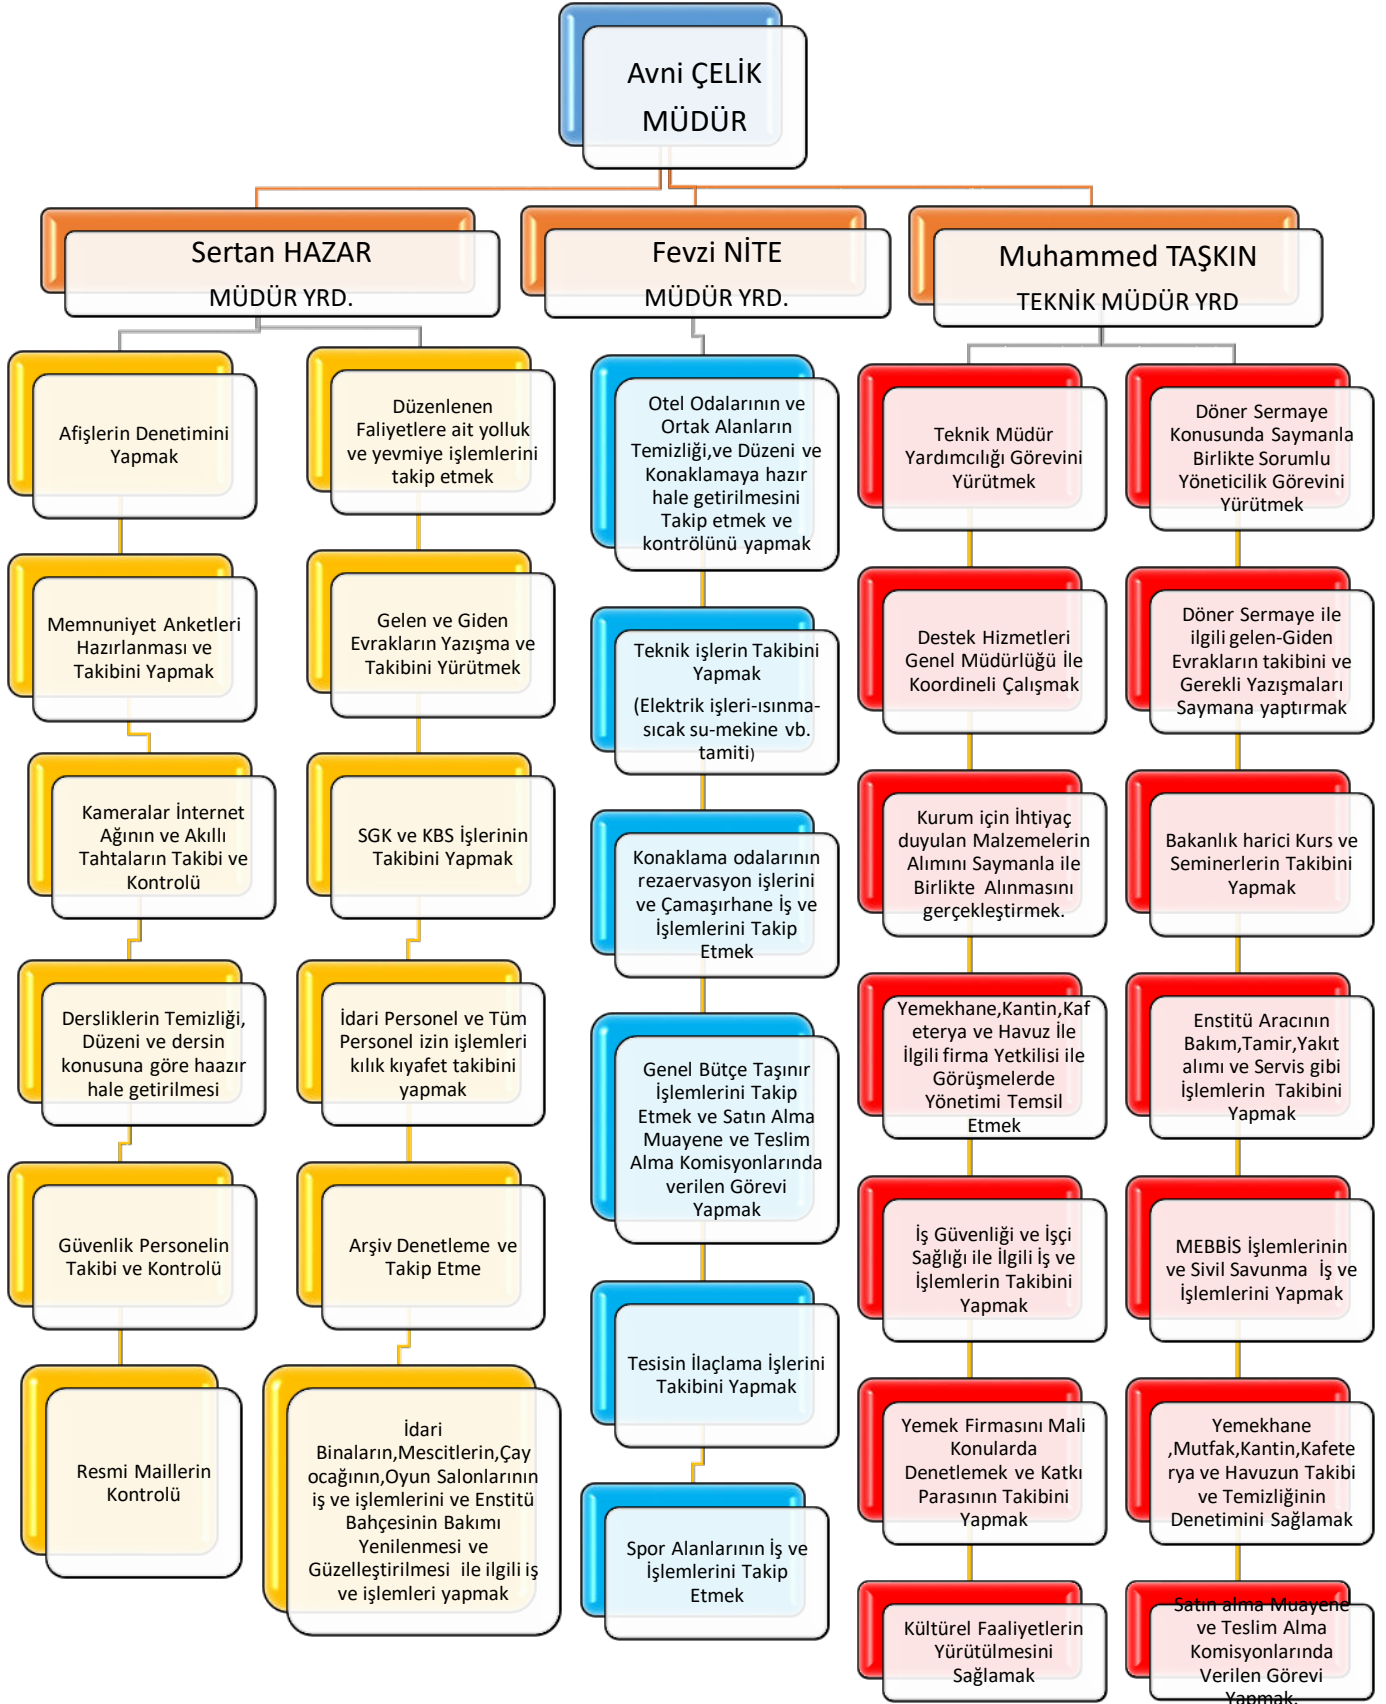 Avni ÇELİK
MÜDÜR
Sertan HAZAR
MÜDÜR YRD.
Fevzi NİTE
MÜDÜR YRD.
Muhammed TAŞKIN
TEKNİK MÜDÜR YRD
Afişlerin Denetimini
Yapmak
Memnuniyet Anketleri
Hazırlanması ve
Takibini Yapmak
Kameralar İnternet
Ağının ve Akıllı
Tahtaların Takibi ve
Kontrolü
Dersliklerin Temizliği,
Düzeni ve dersin
konusuna göre haazır
hale getirilmesi
Güvenlik Personelin
Takibi ve Kontrolü
Resmi Maillerin
Kontrolü
Düzenlenen
Faliyetlere ait yolluk
ve yevmiye işlemlerini
takip etmek
Gelen ve Giden
Evrakların Yazışma ve
Takibini Yürütmek
SGK ve KBS İşlerinin
Takibini Yapmak
İdari Personel ve Tüm
Personel izin işlemleri
kılık kıyafet takibini
yapmak
Arşiv Denetleme ve
Takip Etme
İdari
Binaların,Mescitlerin,Çay
ocağının,Oyun Salonlarının
iş ve işlemlerini ve Enstitü
Bahçesinin Bakımı
Yenilenmesi ve
Güzelleştirilmesi ile ilgili iş
ve işlemleri yapmak
Otel Odalarının ve
Ortak Alanların
Temizliği,ve Düzeni ve
Konaklamaya hazır
hale getirilmesini
Takip etmek ve
kontrölünü yapmak
Teknik işlerin Takibini
Yapmak
(Elektrik işleri-ısınma-
sıcak su-mekine vb.
tamiti)
Konaklama odalarının
rezaervasyon işlerini
ve Çamaşırhane İş ve
İşlemlerini Takip
Etmek
Genel Bütçe Taşınır
İşlemlerini Takip
Etmek ve Satın Alma
Muayene ve Teslim
Alma Komisyonlarında
verilen Görevi
Yapmak
Tesisin İlaçlama İşlerini
Takibini Yapmak
Spor Alanlarının İş ve
İşlemlerini Takip
Etmek
Teknik Müdür
Yardımcılığı Görevini
Yürütmek
Destek Hizmetleri
Genel Müdürlüğü İle
Koordineli Çalışmak
Kurum için İhtiyaç
duyulan Malzemelerin
Alımını Saymanla ile
Birlikte Alınmasını
gerçekleştirmek.
Yemekhane,Kantin,Kaf
eterya ve Havuz İle
İlgili firma Yetkilisi ile
Görüşmelerde
Yönetimi Temsil
Etmek
İş Güvenliği ve İşçi
Sağlığı ile İlgili İş ve
İşlemlerin Takibini
Yapmak
Yemek Firmasını Mali
Konularda
Denetlemek ve Katkı
Parasının Takibini
Yapmak
Kültürel Faaliyetlerin
Yürütülmesini
Sağlamak
Döner Sermaye
Konusunda Saymanla
Birlikte Sorumlu
Yöneticilik Görevini
Yürütmek
Döner Sermaye ile
ilgili gelen-Giden
Evrakların takibini ve
Gerekli Yazışmaları
Saymana yaptırmak
Bakanlık harici Kurs ve
Seminerlerin Takibini
Yapmak
Enstitü Aracının
Bakım,Tamir,Yakıt
alımı ve Servis gibi
İşlemlerin Takibini
Yapmak
MEBBİS İşlemlerinin
ve Sivil Savunma İş ve
İşlemlerini Yapmak
Yemekhane
,Mutfak,Kantin,Kafete
rya ve Havuzun Takibi
ve Temizliğinin
Denetimini Sağlamak
Satın alma Muayene
ve Teslim Alma
Komisyonlarında
Verilen Görevi
Yapmak.